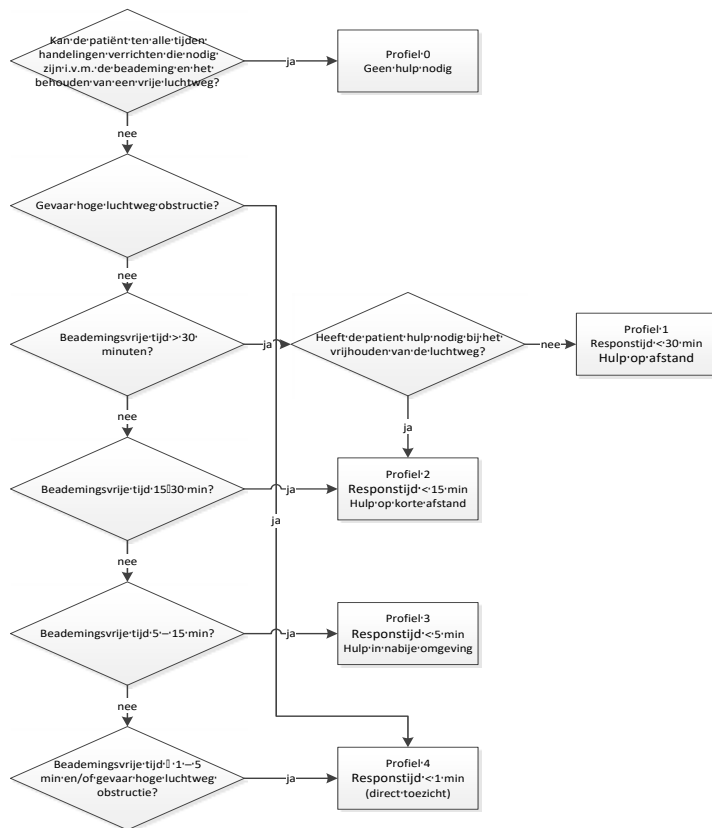 Kan de patiënt ten alle tijden
handelingen verrichten die nodig
zijn i.v.m. de beademing en het
behouden van een vrije luchtweg?
ja
Profiel 0
Geen hulp nodig
nee
Gevaar hoge luchtweg obstructie?
nee
Beademingsvrije tijd > 30
minuten?
ja
Heeft de patient hulp nodig bij het
vrijhouden van de luchtweg?
nee
Profiel 1
Responstijd < 30 min
Hulp op afstand
nee
ja
Beademingsvrije tijd 15 30 min?
ja
Profiel 2
Responstijd < 15 min
Hulp op korte afstand
ja
nee
Beademingsvrije tijd 5 – 15 min?
ja
Profiel 3
Responstijd < 5 min
Hulp in nabije omgeving
nee
Beademingsvrije tijd 1 – 5
min en/of gevaar hoge luchtweg
obstructie?
ja
Profiel 4
Responstijd < 1 min
(direct toezicht)